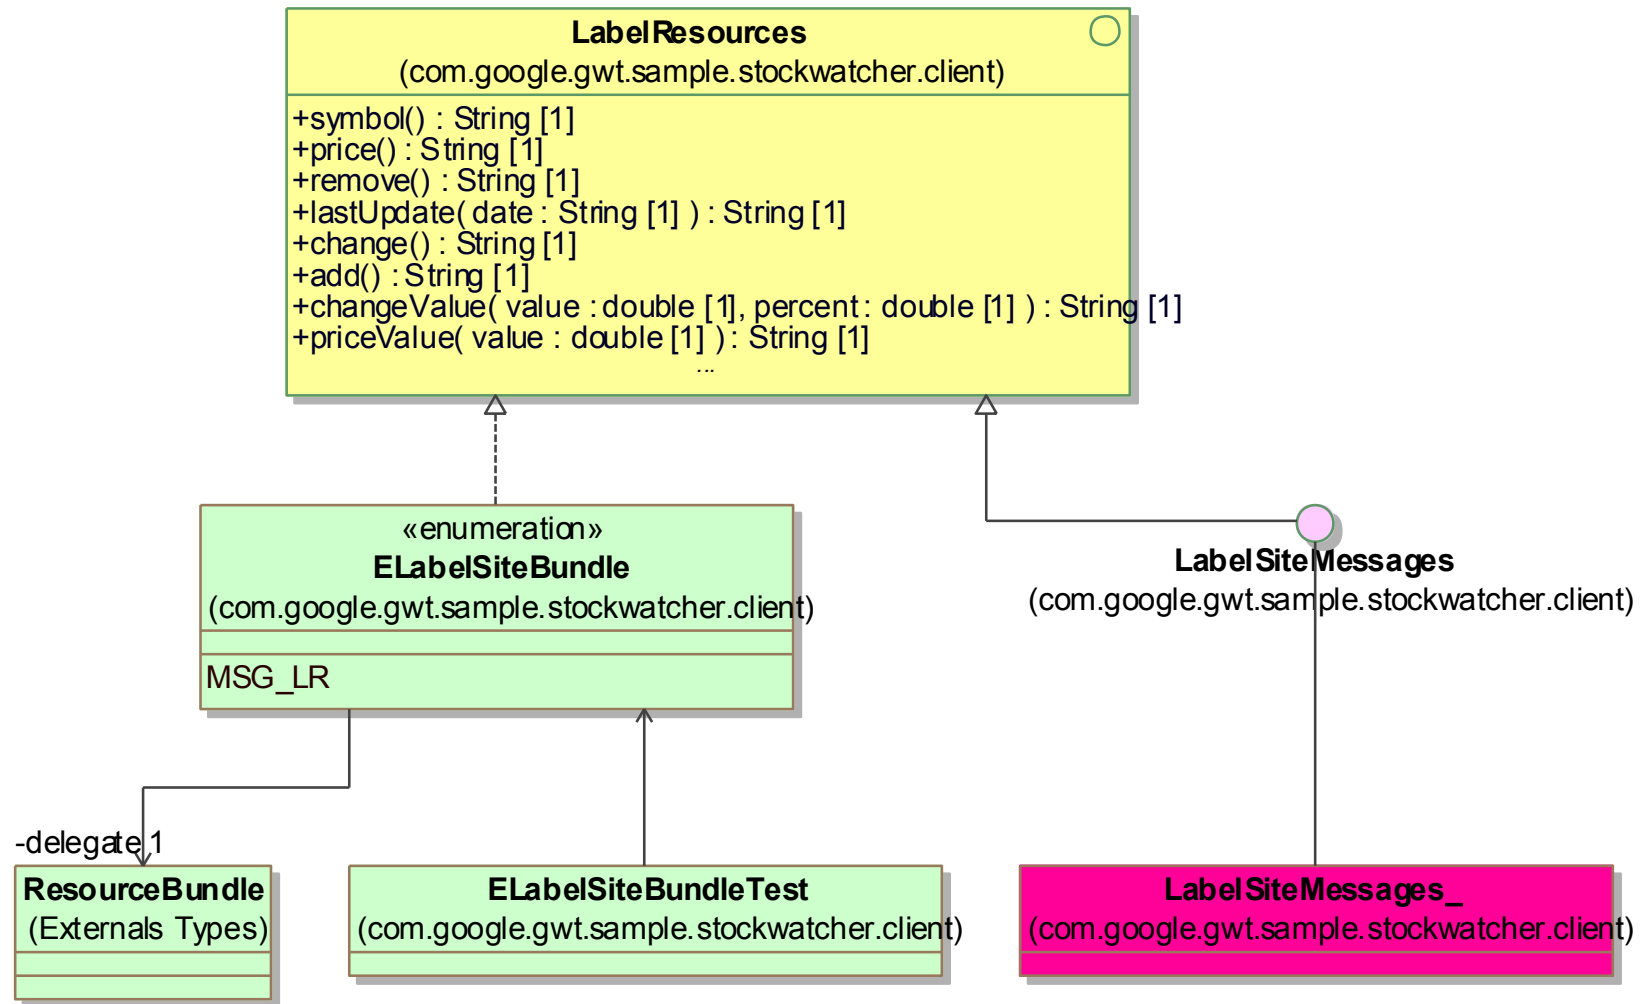 LabelResources
(com.google.gwt.sample.stockwatcher.client)
+symbol() : String [1]
+price() : String [1]
+remove() : String [1]
+lastUpdate( date : String [1] ) : String [1]
+change() : String [1]
+add() : String [1]
+changeValue( value : double [1], percent : double [1] ) : String [1]
+priceValue( value : double [1] ) : String [1]
...
«enumeration»
ELabelSiteBundle
(com.google.gwt.sample.stockwatcher.client)
MSG_LR
LabelSiteMessages
(com.google.gwt.sample.stockwatcher.client)
-delegate 1
ResourceBundle
(Externals Types)
ELabelSiteBundleTest
(com.google.gwt.sample.stockwatcher.client)
LabelSiteMessages_
(com.google.gwt.sample.stockwatcher.client)